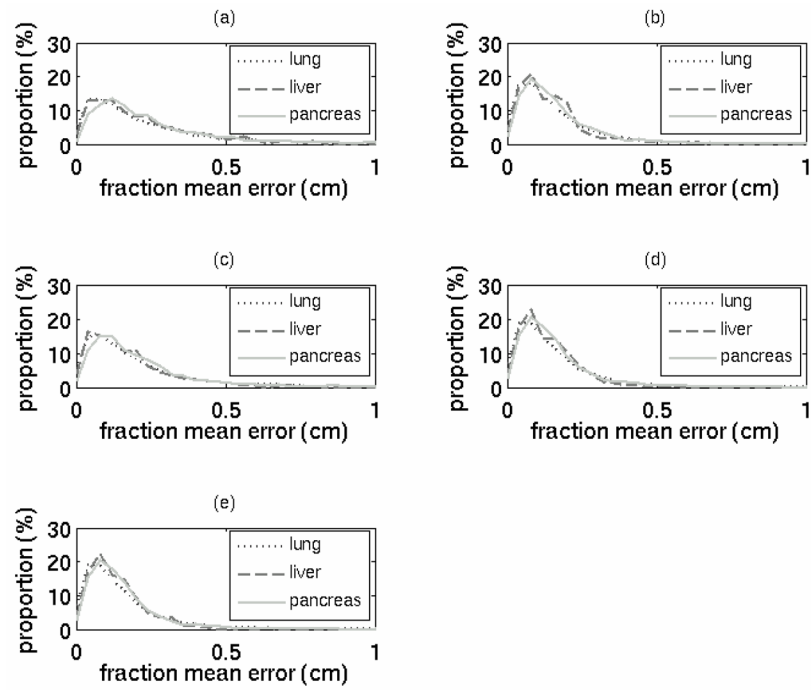 (a)
proportion (%)
30
20
10
0
lung
liver
pancreas
0
0.5
1
fraction mean error (cm)
(b)
proportion (%)
30
20
10
0
lung
liver
pancreas
0
0.5
1
fraction mean error (cm)
(c)
proportion (%)
30
20
10
0
lung
liver
pancreas
0
0.5
1
fraction mean error (cm)
(d)
proportion (%)
30
20
10
0
lung
liver
pancreas
0
0.5
1
fraction mean error (cm)
(e)
proportion (%)
30
20
10
0
lung
liver
pancreas
0
0.5
1
fraction mean error (cm)